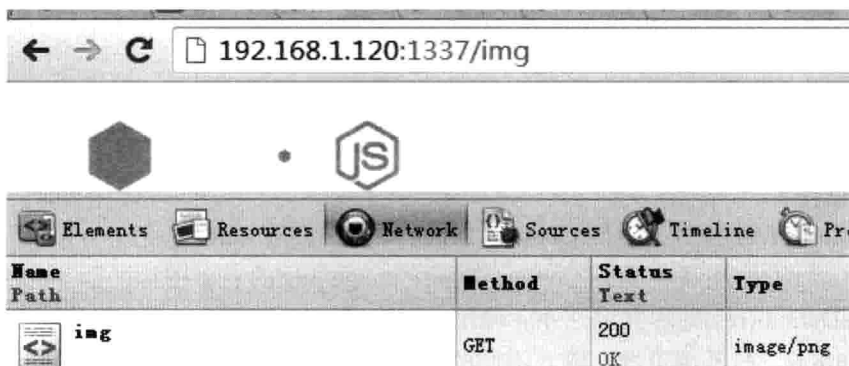 192.168.1.120:1337/img
JS
Elements Resources Network Sources Timeline Pr
Name Method Status Type
Path Text
img GET 200 image/png
OK